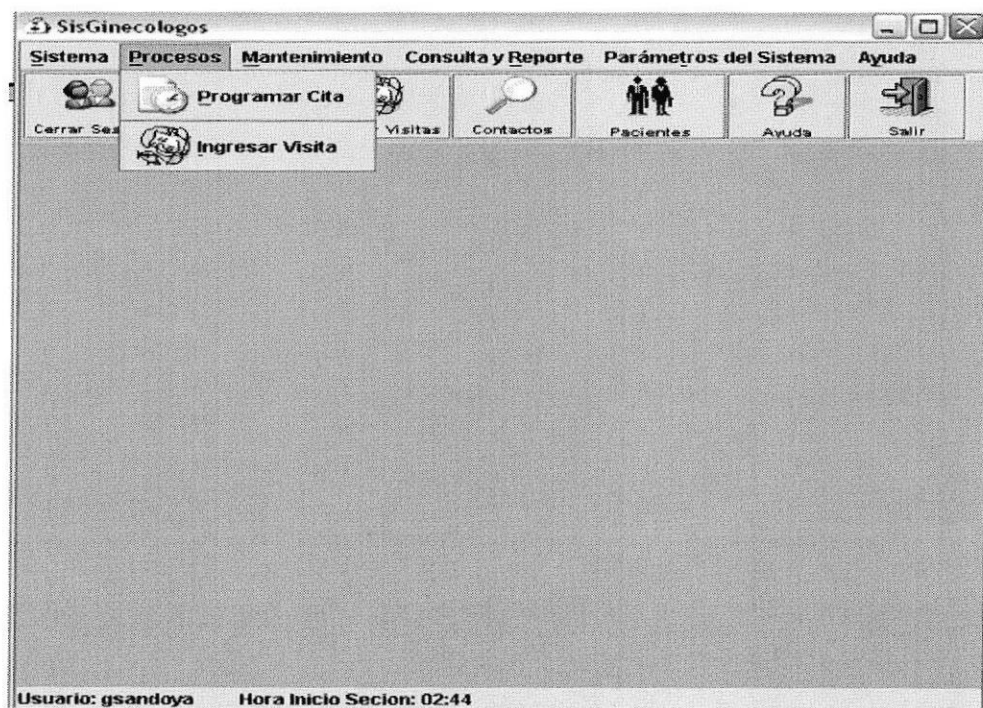 SisGinecologos
Sistema Procesos Mantenimiento Consulta y Reporte Parámetros del Sistema Ayuda
Programar Cita
Cerrar Visitas Contactos Pacientes Ayuda Salir
Ingresar Visita
Usuario: gsandoya Hora Inicio Secion: 02:44